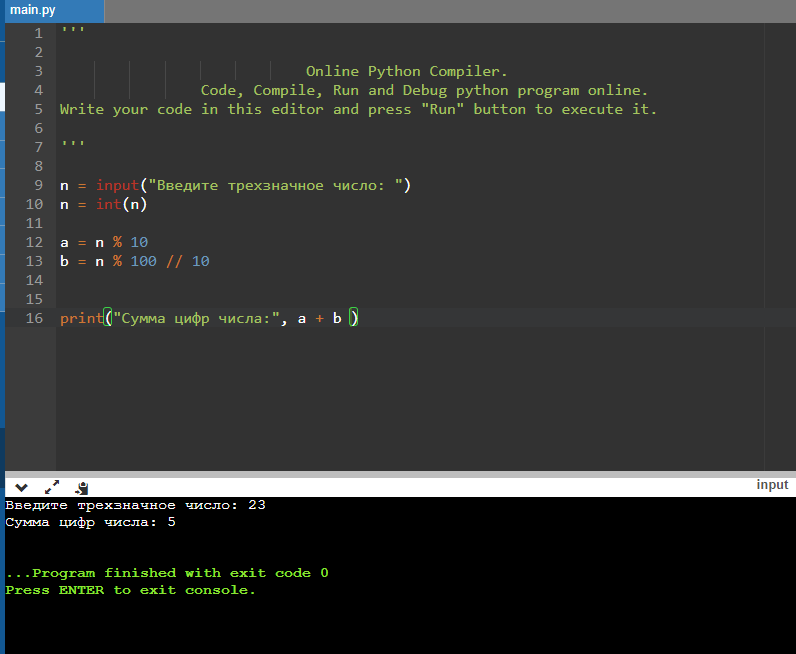 main.py
1 '''
2
3 Online Python Compiler.
4 Code, Compile, Run and Debug python program online.
5 Write your code in this editor and press "Run" button to execute it.
6
7 '''
8
9 n = input("Введите трехзначное число: ")
10 n = int(n)
11
12 a = n % 10
13 b = n % 100 // 10
14
15
16 print("Сумма цифр числа:", a + b )
input
Введите трехзначное число: 23
Сумма цифр числа: 5
...Program finished with exit code 0
Press ENTER to exit console.